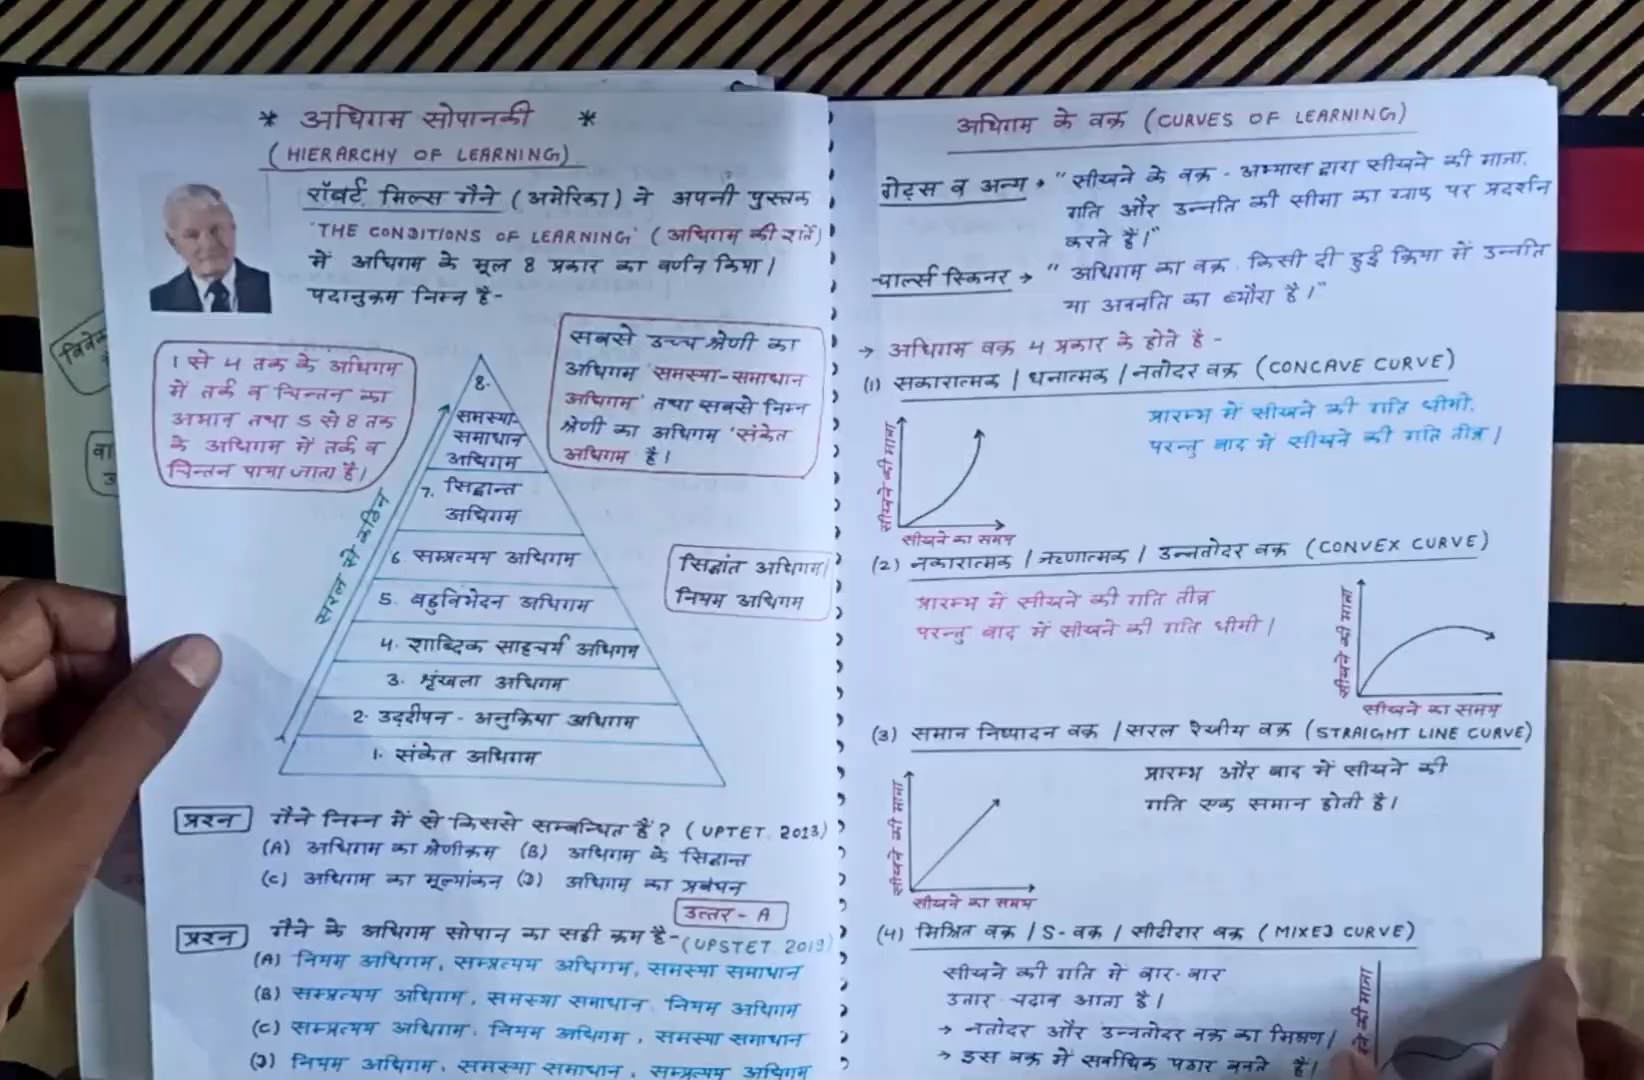 * अधिगम सोपानकी *
(HIERARCHY OF LEARNING)
रॉबर्ट मिल्स गैने (अमेरिका) ने अपनी पुस्तक
'THE CONDITIONS OF LEARNING' (अधिगम की शर्तें)
में अधिगम के मूल 8 प्रकार का वर्णन किया।
पदानुक्रम निम्न है-
1 से 4 तक के अधिगम
में तर्क व चिन्तन का
अभाव तथा 5 से 8 तक
के अधिगम में तर्क व
चिन्तन पाया जाता है।
सबसे उच्च श्रेणी का
अधिगम 'समस्या-समाधान
अधिगम' तथा सबसे निम्न
श्रेणी का अधिगम 'संकेत
अधिगम है।
सरल से कठिन
8.
समस्या-
समाधान
अधिगम
7. सिद्धान्त
अधिगम
6. सम्प्रत्यय अधिगम
5. बहुविभेदन अधिगम
4. शाब्दिक साहचर्य अधिगम
3. शृंखला अधिगम
2. उद्दीपन - अनुक्रिया अधिगम
1. संकेत अधिगम
सिद्धांत अधिगम/
नियम अधिगम
प्रश्न गैने निम्न में से किससे सम्बन्धित हैं? (UPTET 2013)
(A) अधिगम का श्रेणीक्रम (B) अधिगम के सिद्धान्त
(C) अधिगम का मूल्यांकन (D) अधिगम का प्रबंधन
उत्तर - A
प्रश्न गैने के अधिगम सोपान का सही क्रम है-(UPSTET 2019)
(A) नियम अधिगम, सम्प्रत्यय अधिगम, समस्या समाधान
(B) सम्प्रत्यय अधिगम, समस्या समाधान, नियम अधिगम
(C) सम्प्रत्यय अधिगम, नियम अधिगम, समस्या समाधान
(D) नियम अधिगम, समस्या समाधान, सम्प्रत्यय अधिगम
अधिगम के वक्र (CURVES OF LEARNING)
गेट्स व अन्य → "सीखने के वक्र - अभ्यास द्वारा सीखने की मात्रा,
गति और उन्नति की सीमा का ग्राफ पर प्रदर्शन
करते हैं।"
चार्ल्स स्किनर → "अधिगम का वक्र किसी दी हुई क्रिया में उन्नति
या अवनति का ब्यौरा है।"
→ अधिगम वक्र 4 प्रकार के होते है -
(1) सकारात्मक / धनात्मक / नतोदर वक्र (CONCAVE CURVE)
प्रारम्भ में सीखने की गति धीमी,
परन्तु बाद में सीखने की गति तीव्र।
सीखने की मात्रा
सीखने का समय
(2) नकारात्मक / ऋणात्मक / उन्नतोदर वक्र (CONVEX CURVE)
प्रारम्भ में सीखने की गति तीव्र
परन्तु बाद में सीखने की गति धीमी।
सीखने की मात्रा
सीखने का समय
(3) समान निष्पादन वक्र / सरल रेखीय वक्र (STRAIGHT LINE CURVE)
प्रारम्भ और बाद में सीखने की
गति एक समान होती है।
सीखने की मात्रा
सीखने का समय
(4) मिश्रित वक्र / S-वक्र / सीढीदार वक्र (MIXED CURVE)
सीखने की गति में बार-बार
उतार चढाव आता है।
→ नतोदर और उन्नतोदर वक्र का मिश्रण।
→ इस वक्र में सर्वाधिक पठार बनते हैं।
की मात्रा